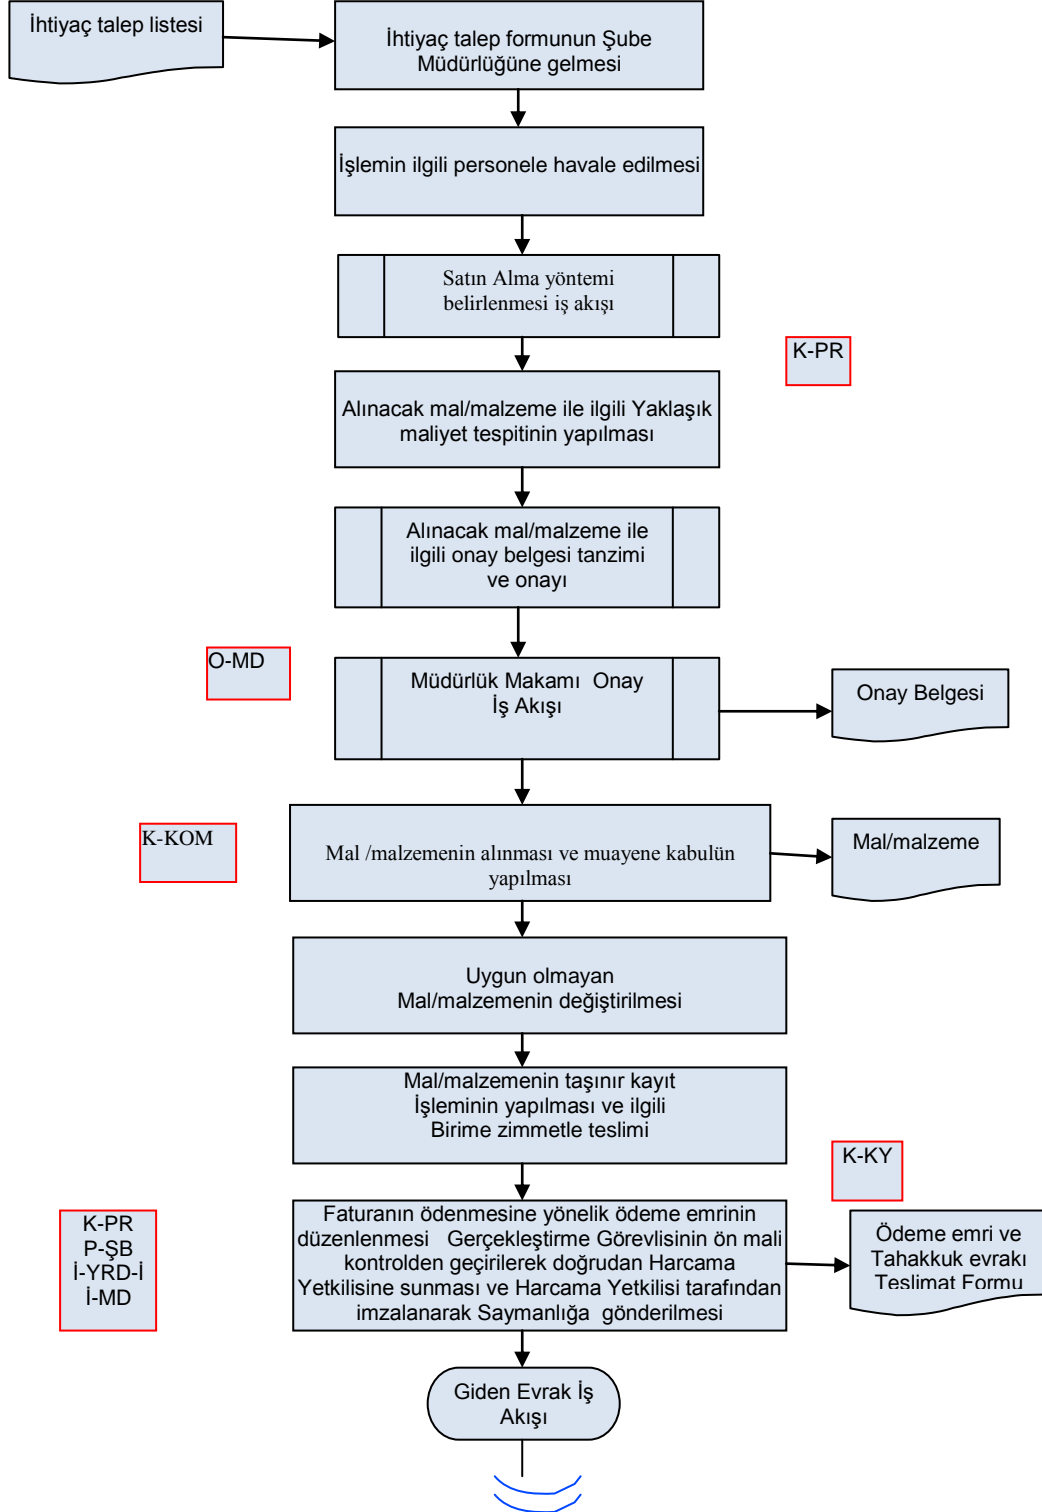 İhtiyaç talep listesi
İhtiyaç talep formunun Şube
Müdürlüğüne gelmesi
İşlemin ilgili personele havale edilmesi
Satın Alma yöntemi
belirlenmesi iş akışı
K-PR
Alınacak mal/malzeme ile ilgili Yaklaşık
maliyet tespitinin yapılması
Alınacak mal/malzeme ile
ilgili onay belgesi tanzimi
ve onayı
O-MD
Müdürlük Makamı Onay
İş Akışı
Onay Belgesi
K-KOM
Mal /malzemenin alınması ve muayene kabulün
yapılması
Mal/malzeme
Uygun olmayan
Mal/malzemenin değiştirilmesi
Mal/malzemenin taşınır kayıt
İşleminin yapılması ve ilgili
Birime zimmetle teslimi
K-KY
K-PR
P-ŞB
İ-YRD-İ
İ-MD
Faturanın ödenmesine yönelik ödeme emrinin
düzenlenmesi Gerçekleştirme Görevlisinin ön mali
kontrolden geçirilerek doğrudan Harcama
Yetkilisine sunması ve Harcama Yetkilisi tarafından
imzalanarak Saymanlığa gönderilmesi
Ödeme emri ve
Tahakkuk evrakı
Teslimat Formu
Giden Evrak İş
Akışı